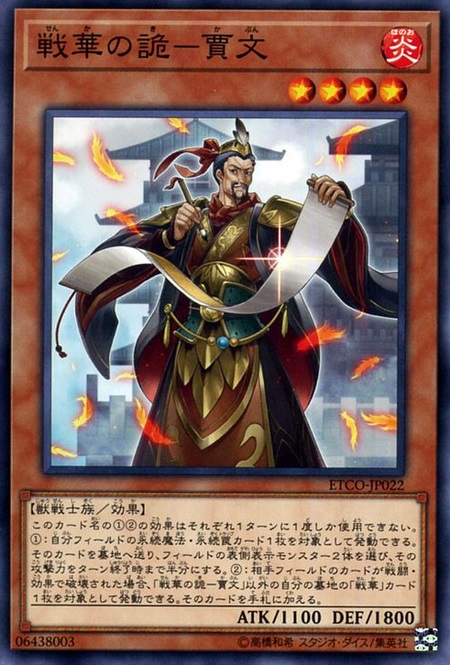 戦華の詭－賈文
炎
ETCO-JP022
【獣戦士族／効果】
このカード名の①②の効果はそれぞれ1ターンに1度しか使用できない。
①：自分フィールドの永続魔法・永続罠カード1枚を対象として発動できる。
そのカードを墓地へ送り、フィールドの表側表示モンスター2体を選び、その
攻撃力をターン終了時まで半分にする。②：相手フィールドのカードが戦闘・
効果で破壊された場合、「戦華の詭－賈文」以外の自分の墓地の「戦華」カード
1枚を対象として発動できる。そのカードを手札に加える。
ATK/1100 DEF/1800
06438003
©高橋和希 スタジオ・ダイス/集英社